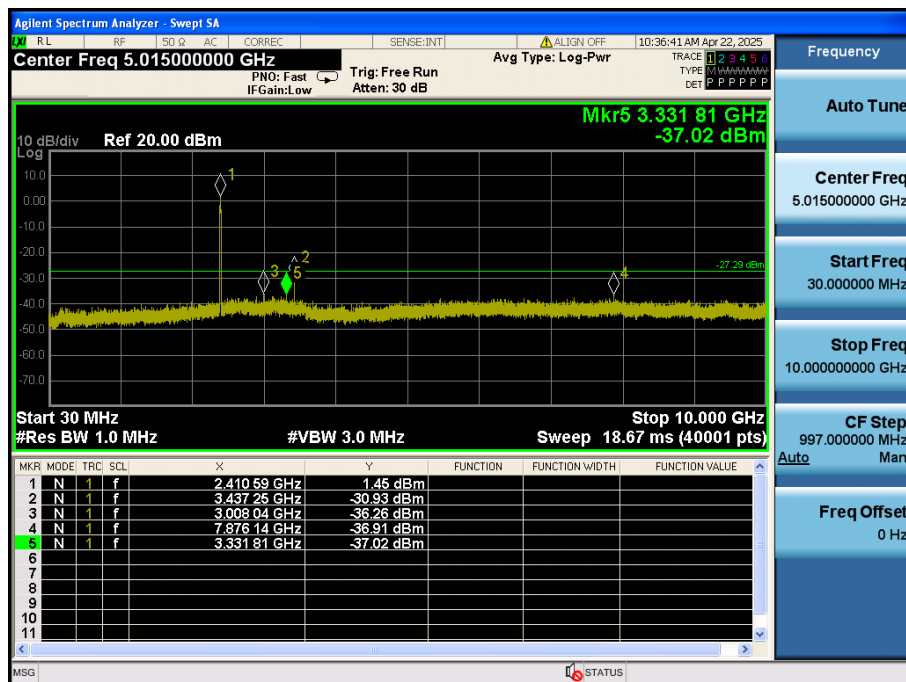 Agilent Spectrum Analyzer - Swept SA
LXI RL RF 50 Ω AC CORREC SENSE:INT ALIGN OFF 10:36:41 AM Apr 22, 2025
Center Freq 5.015000000 GHz Avg Type: Log-Pwr TRACE 1 2 3 4 5 6
PNO: Fast Trig: Free Run TYPE M WWWWW
IFGain:Low Atten: 30 dB DET P P P P P P
Mkr5 3.331 81 GHz
10 dB/div Ref 20.00 dBm -37.02 dBm
Log
10.0
1
0.00
-10.0
-20.0
2
-27.29 dBm
-30.0
3 5 4
-40.0
-50.0
-60.0
-70.0
Start 30 MHz Stop 10.000 GHz
#Res BW 1.0 MHz #VBW 3.0 MHz Sweep 18.67 ms (40001 pts)
MKR MODE TRC SCL X Y FUNCTION FUNCTION WIDTH FUNCTION VALUE
1 N 1 f 2.410 59 GHz 1.45 dBm
2 N 1 f 3.437 25 GHz -30.93 dBm
3 N 1 f 3.008 04 GHz -36.26 dBm
4 N 1 f 7.876 14 GHz -36.91 dBm
5 N 1 f 3.331 81 GHz -37.02 dBm
6
7
8
9
10
11
MSG STATUS
Frequency
Auto Tune
Center Freq
5.015000000 GHz
Start Freq
30.000000 MHz
Stop Freq
10.000000000 GHz
CF Step
997.000000 MHz
Auto Man
Freq Offset
0 Hz